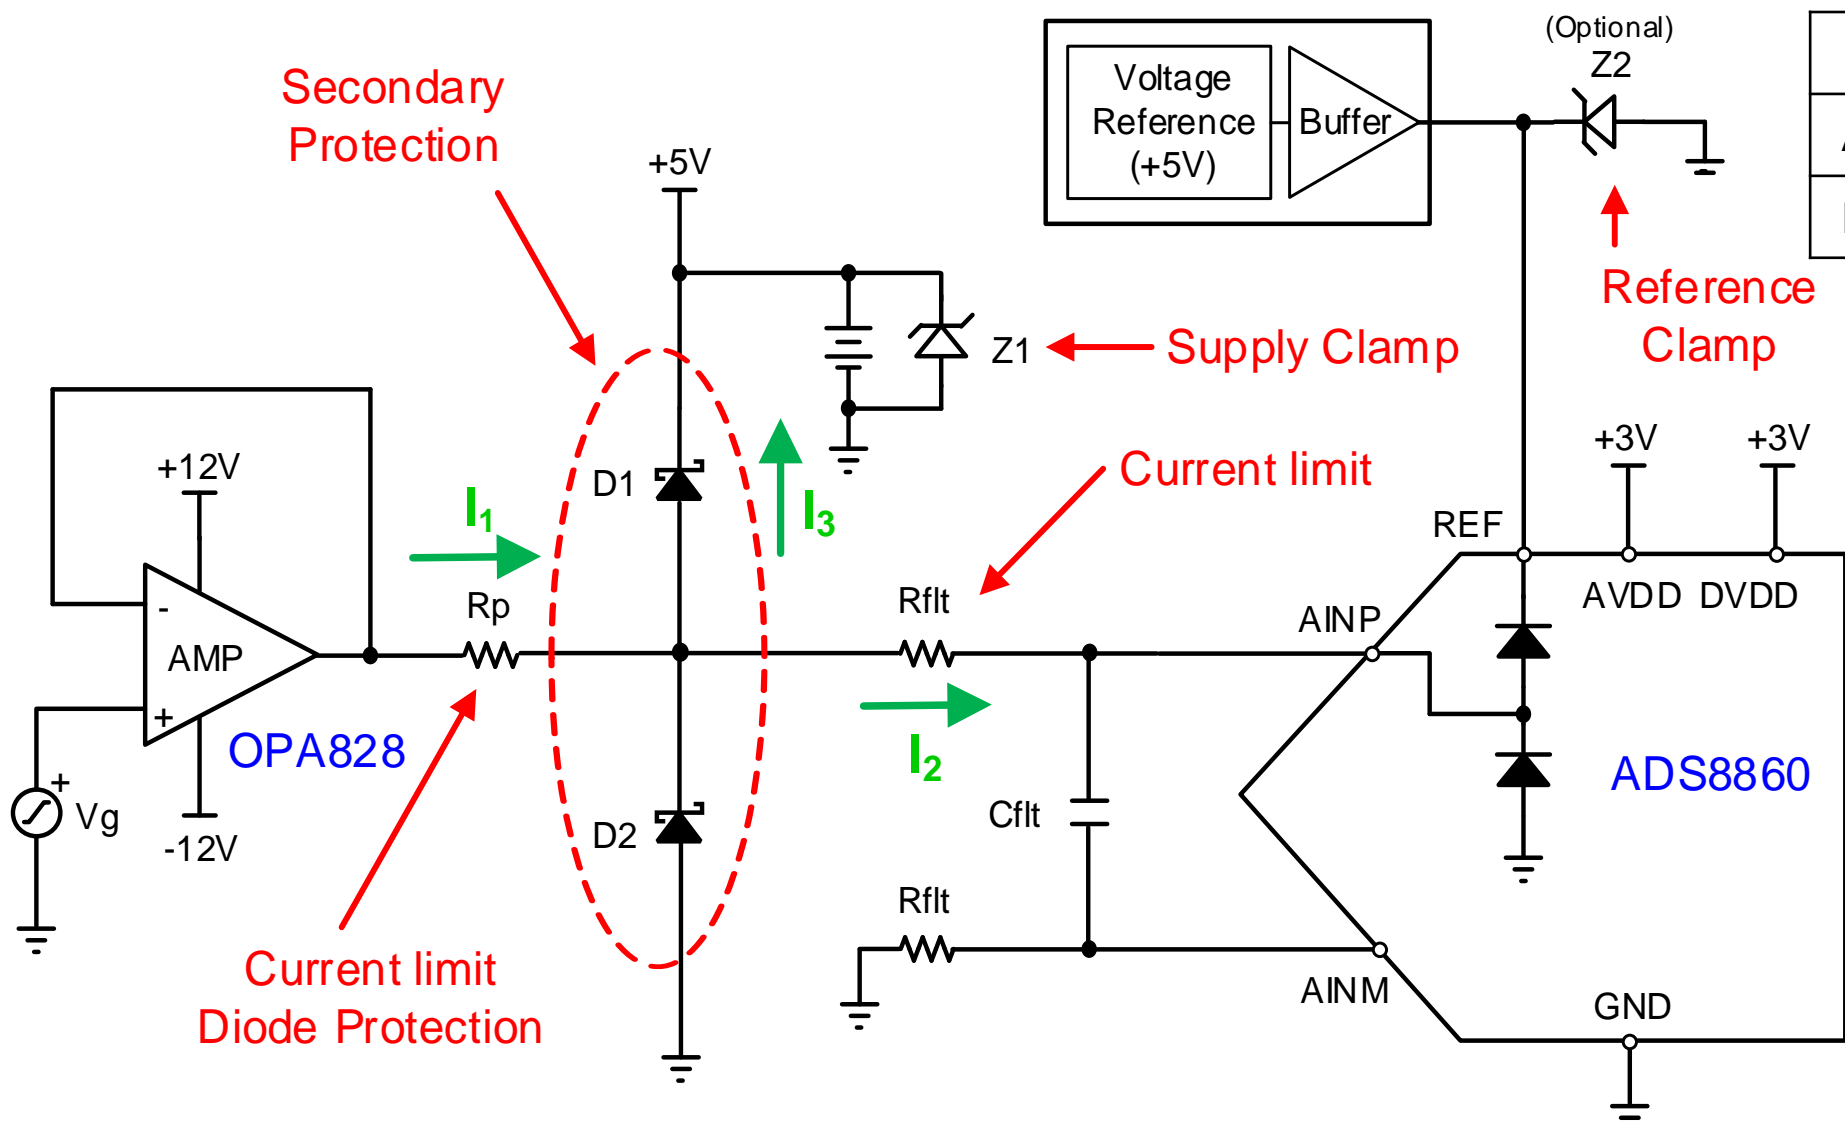 (Optional)
Z2
Voltage
Reference
(+5V)
Buffer
Secondary
Protection
+5V
Reference
Clamp
Z1
Supply Clamp
+12V
D1
I1
I3
Current limit
+3V
+3V
REF
AVDD
DVDD
Rp
Rflt
AINP
-
AMP
+
OPA828
I2
ADS8860
+
Vg
-12V
D2
Cflt
Rflt
Current limit
Diode Protection
AINM
GND